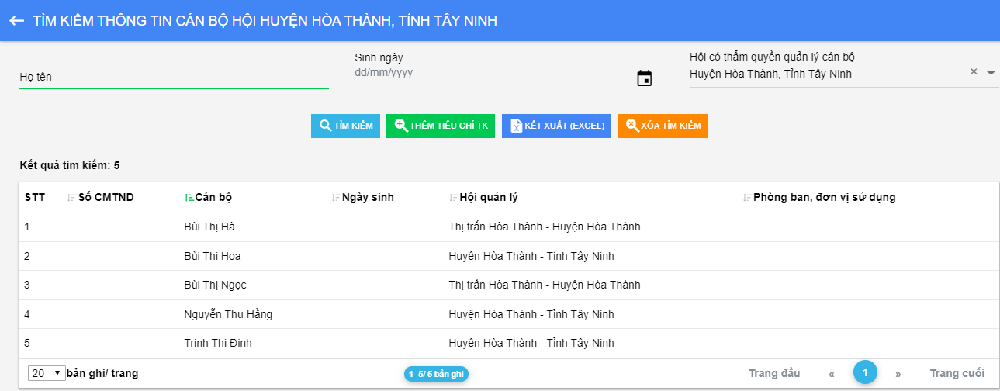 TÌM KIẾM THÔNG TIN CÁN BỘ HỘI HUYỆN HÒA THÀNH, TỈNH TÂY NINH
Họ tên
Sinh ngày
dd/mm/yyyy
Hội có thẩm quyền quản lý cán bộ
Huyện Hòa Thành, Tỉnh Tây Ninh
TÌM KIẾM THÊM TIÊU CHÍ TK KẾT XUẤT (EXCEL) XÓA TÌM KIẾM
Kết quả tìm kiếm: 5
STT Số CMTND Cán bộ Ngày sinh Hội quản lý Phòng ban, đơn vị sử dụng
1 Bùi Thị Hà Thị trấn Hòa Thành - Huyện Hòa Thành
2 Bùi Thị Hoa Huyện Hòa Thành - Tỉnh Tây Ninh
3 Bùi Thị Ngọc Thị trấn Hòa Thành - Huyện Hòa Thành
4 Nguyễn Thu Hằng Huyện Hòa Thành - Tỉnh Tây Ninh
5 Trịnh Thị Định Huyện Hòa Thành - Tỉnh Tây Ninh
20 bản ghi/ trang 1- 5/ 5 bản ghi Trang đầu « 1 » Trang cuối